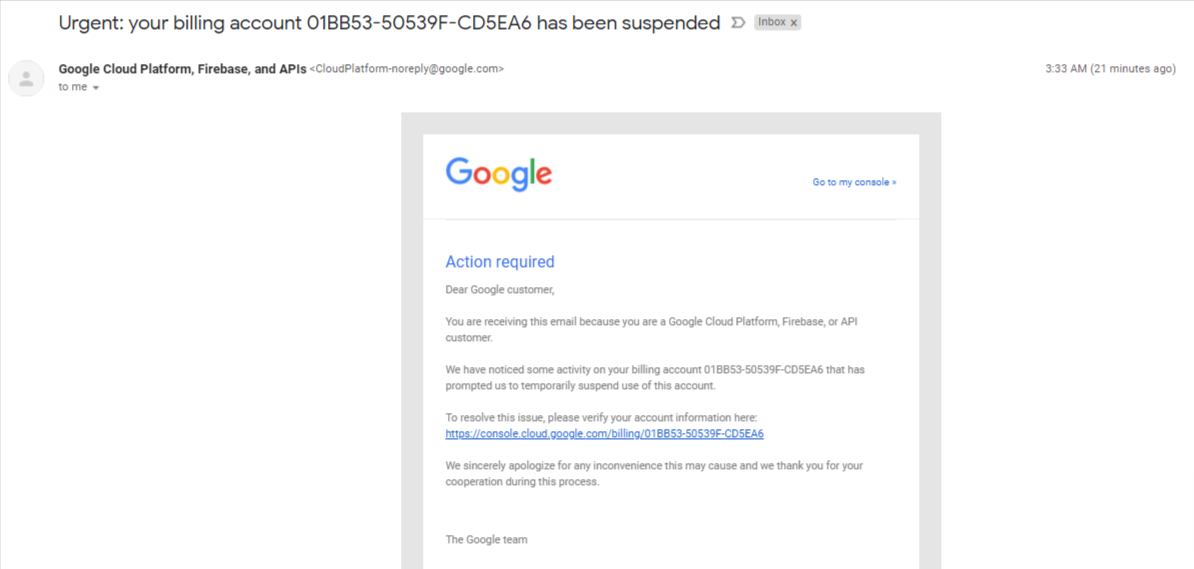 Urgent: your billing account 01BB53-50539F-CD5EA6 has been suspended Inbox x
Google Cloud Platform, Firebase, and APIs <CloudPlatform-noreply@google.com> 3:33 AM (21 minutes ago)
to me
Google
Go to my console »
Action required
Dear Google customer,
You are receiving this email because you are a Google Cloud Platform, Firebase, or API
customer.
We have noticed some activity on your billing account 01BB53-50539F-CD5EA6 that has
prompted us to temporarily suspend use of this account.
To resolve this issue, please verify your account information here:
https://console.cloud.google.com/billing/01BB53-50539F-CD5EA6
We sincerely apologize for any inconvenience this may cause and we thank you for your
cooperation during this process.
The Google team